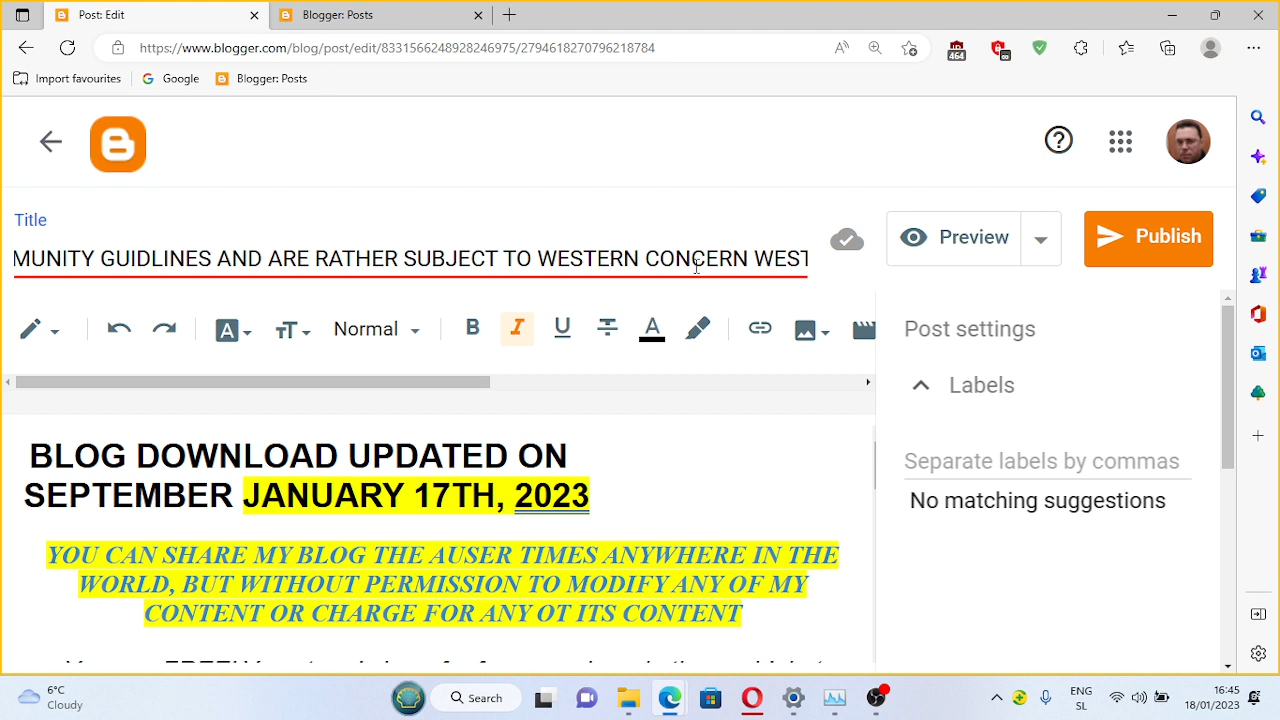 Post: Edit
Blogger: Posts
https://www.blogger.com/blog/post/edit/8331566248928246975/2794618270796218784
464
Import favourites
Google
Blogger: Posts
Title
MUNITY GUIDLINES AND ARE RATHER SUBJECT TO WESTERN CONCERN WEST
Preview
Publish
Normal
B I U
Post settings
Labels
Separate labels by commas
No matching suggestions
BLOG DOWNLOAD UPDATED ON
SEPTEMBER JANUARY 17TH, 2023
YOU CAN SHARE MY BLOG THE AUSER TIMES ANYWHERE IN THE
WORLD, BUT WITHOUT PERMISSION TO MODIFY ANY OF MY
CONTENT OR CHARGE FOR ANY OT ITS CONTENT
6°C
Cloudy
Search
ENG
SL
16:45
18/01/2023